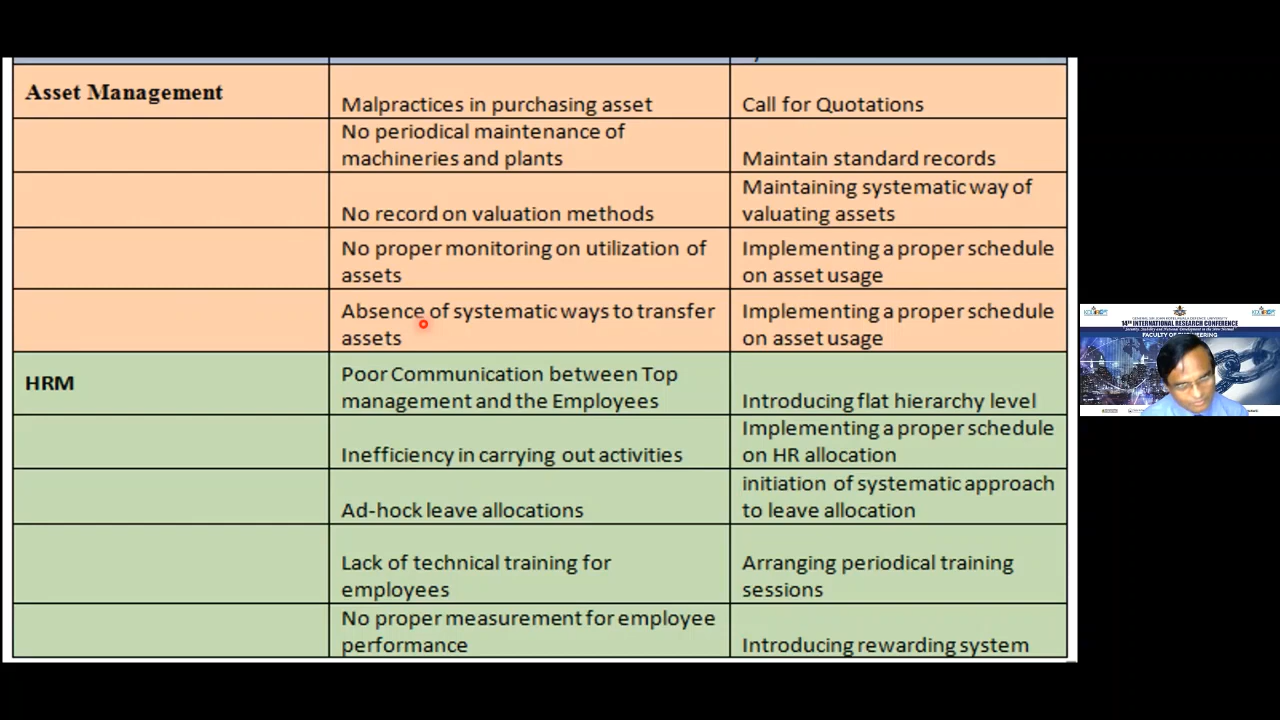 Asset Management
Malpractices in purchasing asset
Call for Quotations
No periodical maintenance of
machineries and plants
Maintain standard records
No record on valuation methods
Maintaining systematic way of
valuating assets
No proper monitoring on utilization of
assets
Implementing a proper schedule
on asset usage
Absence of systematic ways to transfer
assets
Implementing a proper schedule
on asset usage
HRM
Poor Communication between Top
management and the Employees
Introducing flat hierarchy level
Inefficiency in carrying out activities
Implementing a proper schedule
on HR allocation
Ad-hock leave allocations
initiation of systematic approach
to leave allocation
Lack of technical training for
employees
Arranging periodical training
sessions
No proper measurement for employee
performance
Introducing rewarding system
14th INTERNATIONAL RESEARCH CONFERENCE
FACULTY OF ENGINEERING